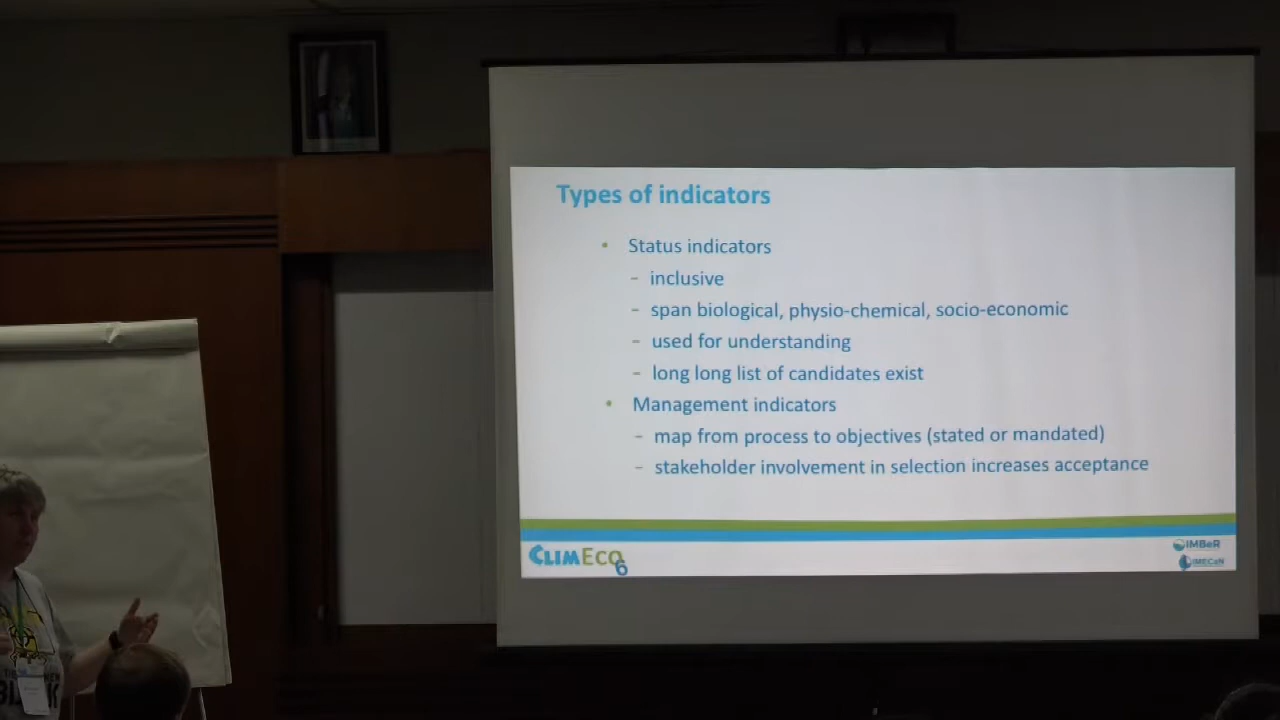 Types of indicators
• Status indicators
- inclusive
- span biological, physio-chemical, socio-economic
- used for understanding
- long long list of candidates exist
• Management indicators
- map from process to objectives (stated or mandated)
- stakeholder involvement in selection increases acceptance
CLIMECO6
IMBeR
IMECaN